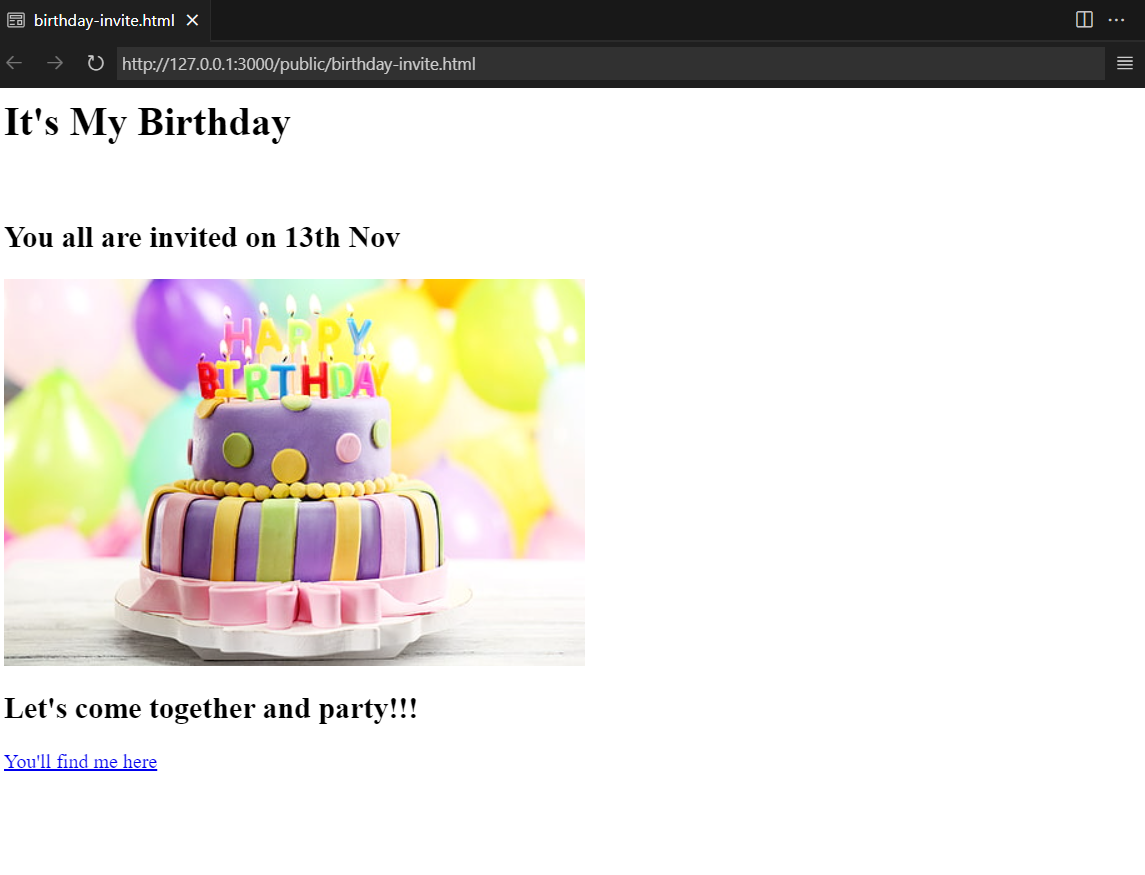 birthday-invite.html
http://127.0.0.1:3000/public/birthday-invite.html
It's My Birthday
You all are invited on 13th Nov
HAPPY
BIRTHDAY
Let's come together and party!!!
You'll find me here